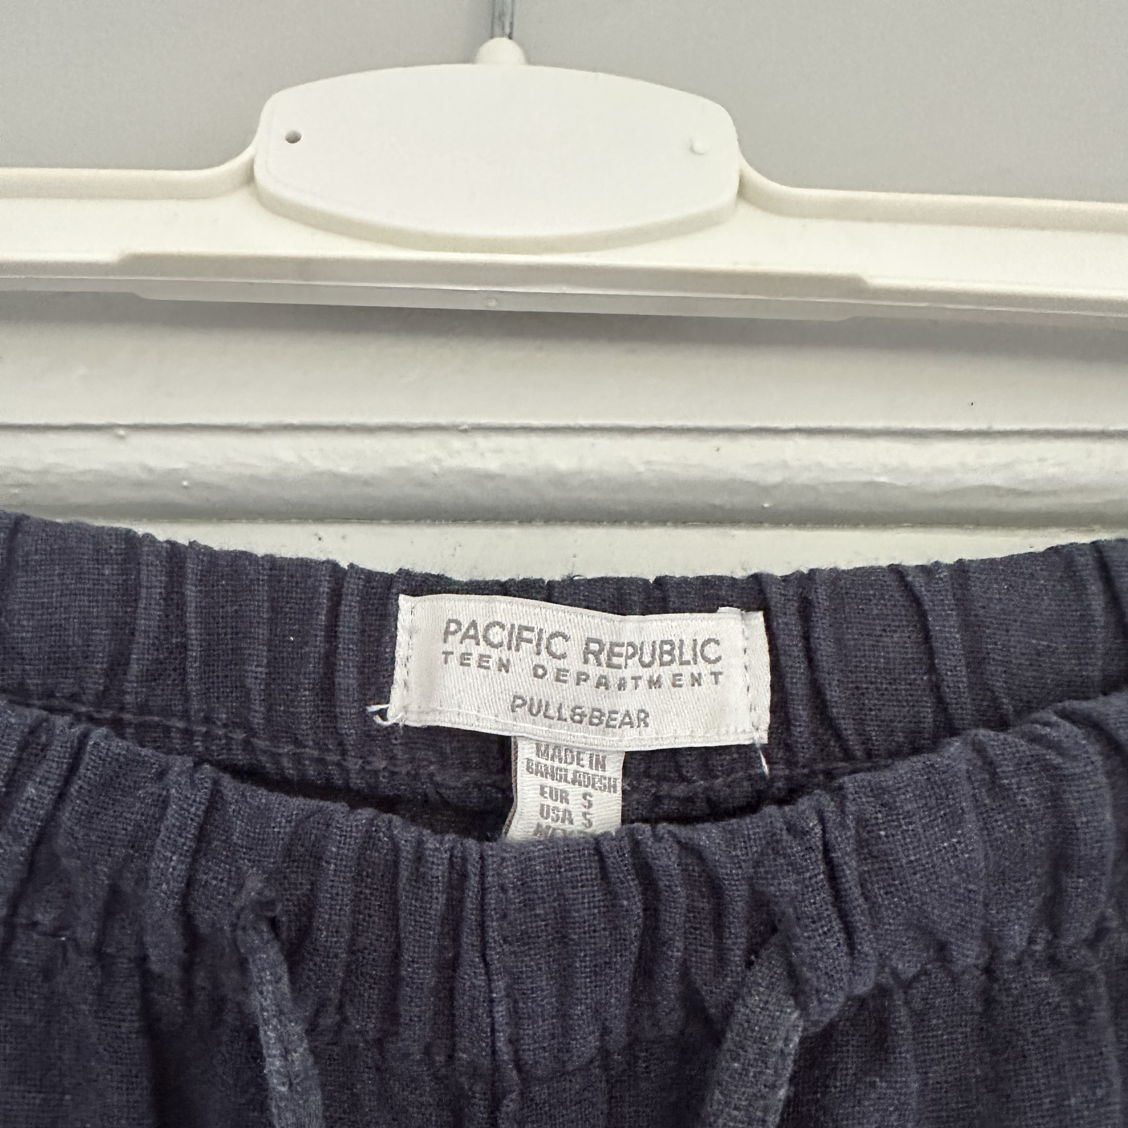 PACIFIC REPUBLIC
TEEN DEPARTMENT
PULL&BEAR
MADE IN
BANGLADESH
EUR S
USA S